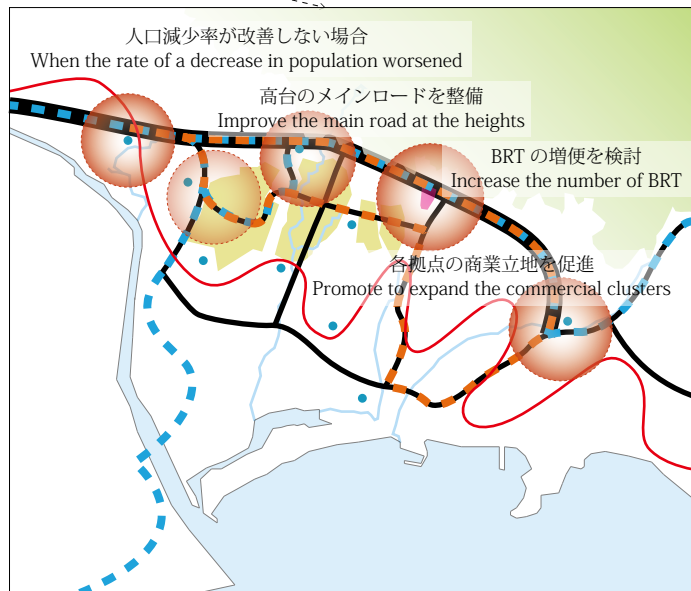 人口減少率が改善しない場合
When the rate of a decrease in population worsened
高台のメインロードを整備
Improve the main road at the heights
BRT の増便を検討
Increase the number of BRT
各拠点の商業立地を促進
Promote to expand the commercial clusters